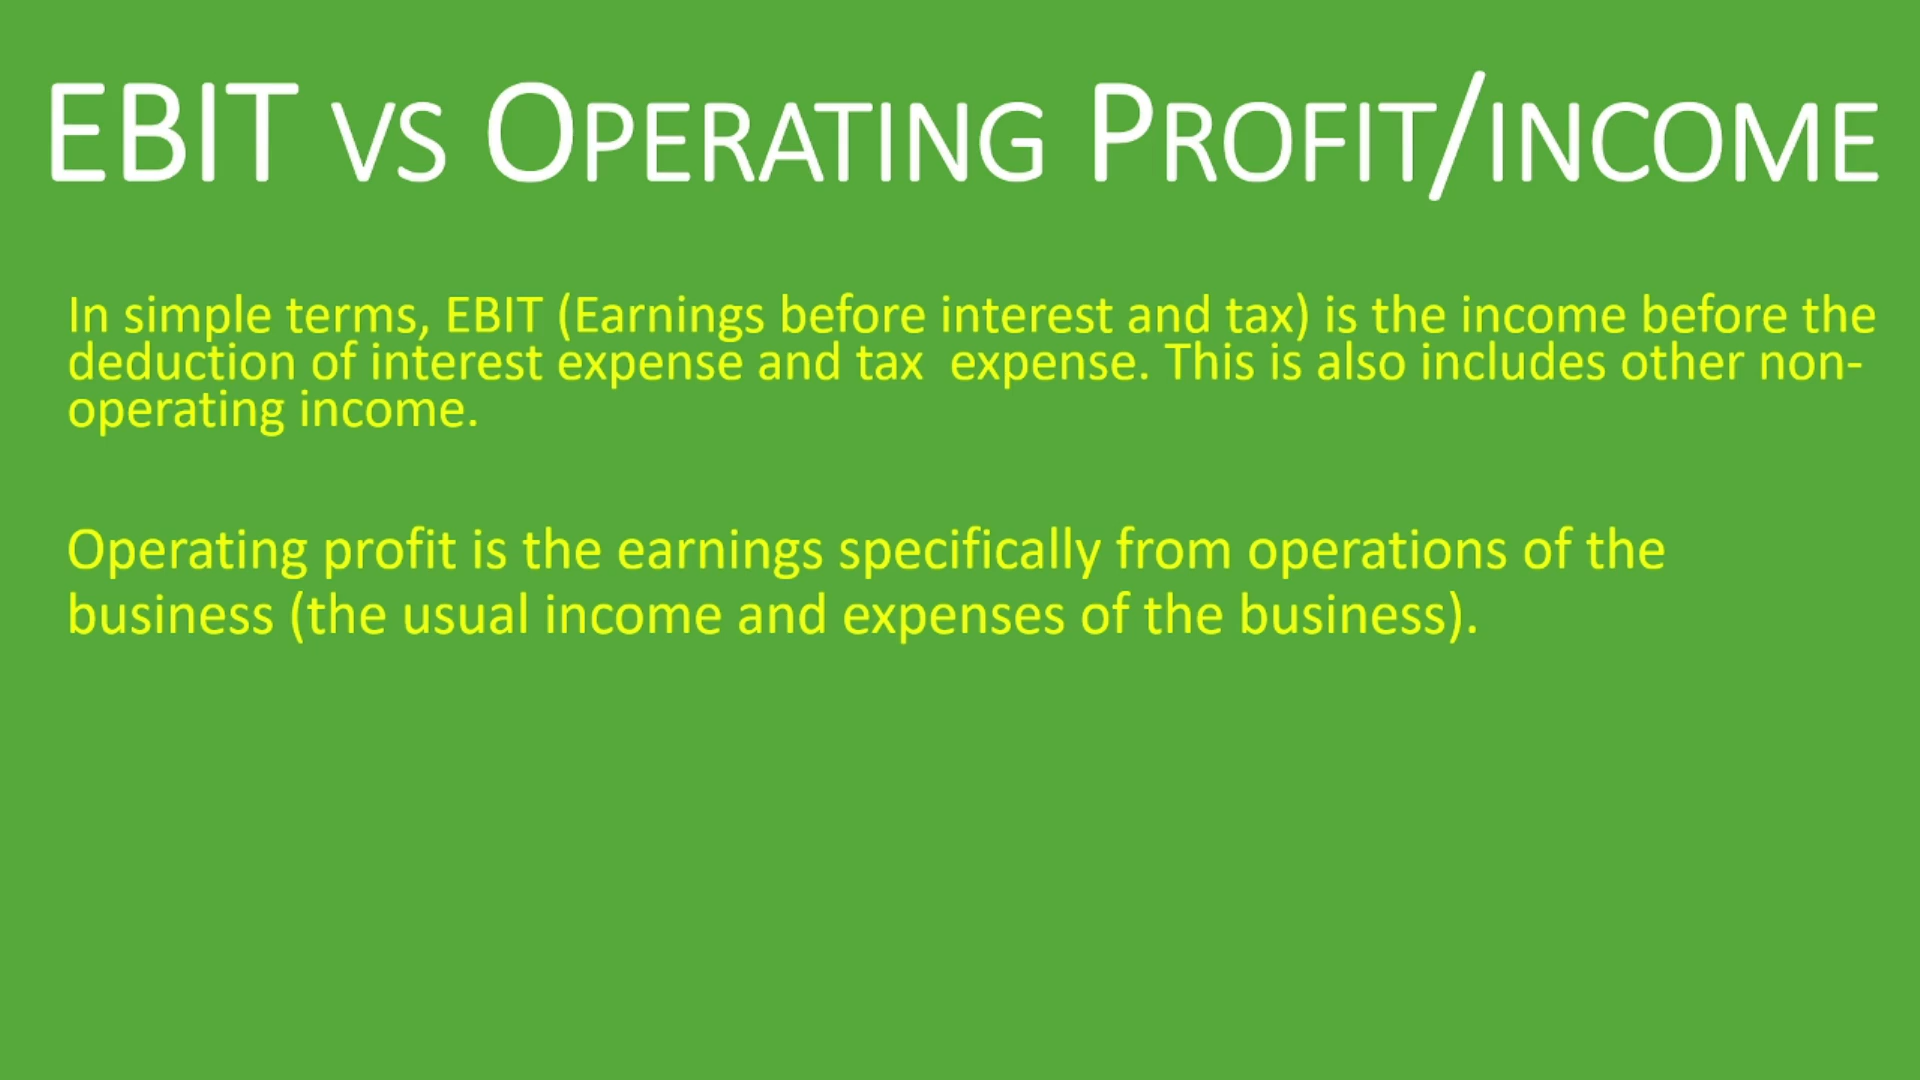 EBIT VS OPERATING PROFIT/INCOME
In simple terms, EBIT (Earnings before interest and tax) is the income before the
deduction of interest expense and tax  expense. This is also includes other non-
operating income.
Operating profit is the earnings specifically from operations of the
business (the usual income and expenses of the business).